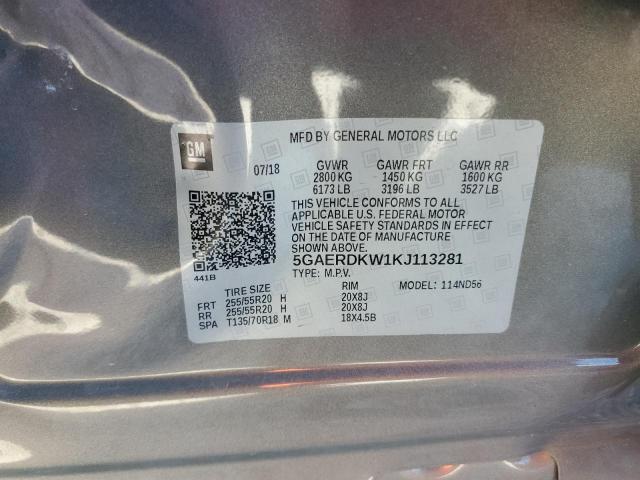 GM
MFD BY GENERAL MOTORS LLC
07/18 GVWR GAWR FRT GAWR RR
2800 KG 1450 KG 1600 KG
6173 LB 3196 LB 3527 LB
THIS VEHICLE CONFORMS TO ALL
APPLICABLE U.S. FEDERAL MOTOR
VEHICLE SAFETY STANDARDS IN EFFECT
ON THE DATE OF MANUFACTURE
SHOWN ABOVE.
5GAERDKW1KJ113281
441B
TYPE: M.P.V. MODEL: 114ND56
TIRE SIZE RIM
FRT 255/55R20 H 20X8J
RR 255/55R20 H 20X8J
SPA T135/70R18 M 18X4.5B